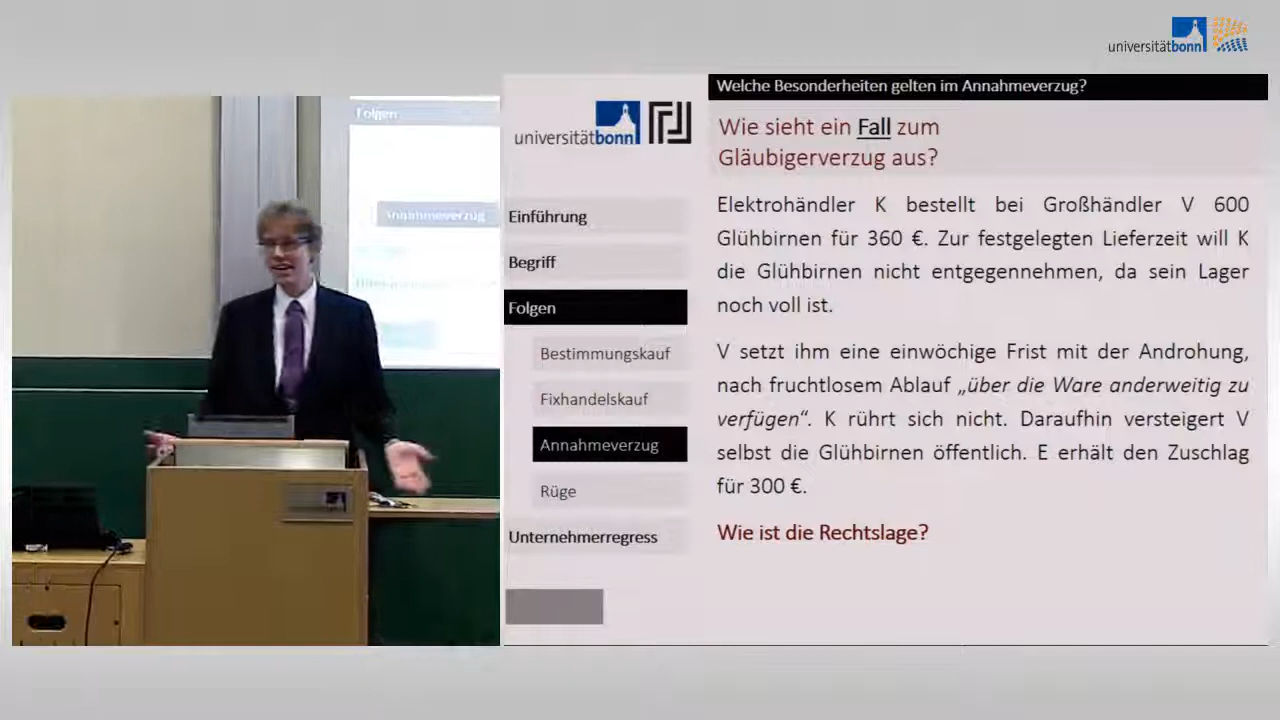 universitätbonn
Welche Besonderheiten gelten im Annahmeverzug?
universitätbonn
Wie sieht ein Fall zum
Gläubigerverzug aus?
Einführung
Begriff
Folgen
Bestimmungskauf
Fixhandelskauf
Annahmeverzug
Rüge
Unternehmerregress
Elektrohändler K bestellt bei Großhändler V 600
Glühbirnen für 360 €. Zur festgelegten Lieferzeit will K
die Glühbirnen nicht entgegennehmen, da sein Lager
noch voll ist.
V setzt ihm eine einwöchige Frist mit der Androhung,
nach fruchtlosem Ablauf „über die Ware anderweitig zu
verfügen“. K rührt sich nicht. Daraufhin versteigert V
selbst die Glühbirnen öffentlich. E erhält den Zuschlag
für 300 €.
Wie ist die Rechtslage?
Folgen
Annahmeverzug